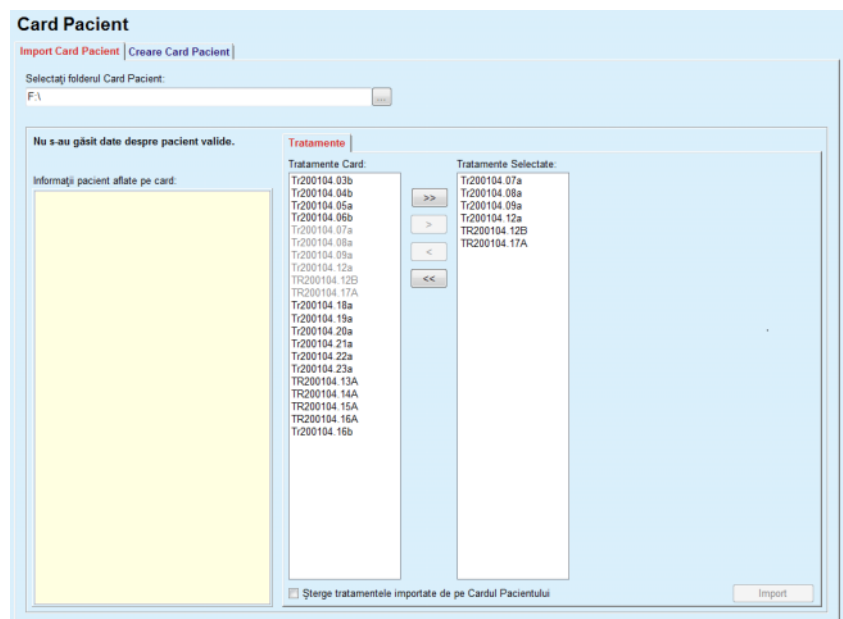 Card Pacient
Import Card Pacient Creare Card Pacient
Selectaţi folderul Card Pacient:
F:\
...
Nu s-au găsit date despre pacient valide.
Informaţii pacient aflate pe card:
Tratamente
Tratamente Card:
Tr200104.03b
Tr200104.04b
Tr200104.05a
Tr200104.06b
Tr200104.07a
Tr200104.08a
Tr200104.09a
Tr200104.12a
TR200104.12B
TR200104.17A
Tr200104.18a
Tr200104.19a
Tr200104.20a
Tr200104.21a
Tr200104.22a
Tr200104.23a
TR200104.13A
TR200104.14A
TR200104.15A
TR200104.16A
Tr200104.16b
>>
>
<
<<
Tratamente Selectate:
Tr200104.07a
Tr200104.08a
Tr200104.09a
Tr200104.12a
TR200104.12B
TR200104.17A
Şterge tratamentele importate de pe Cardul Pacientului
Import